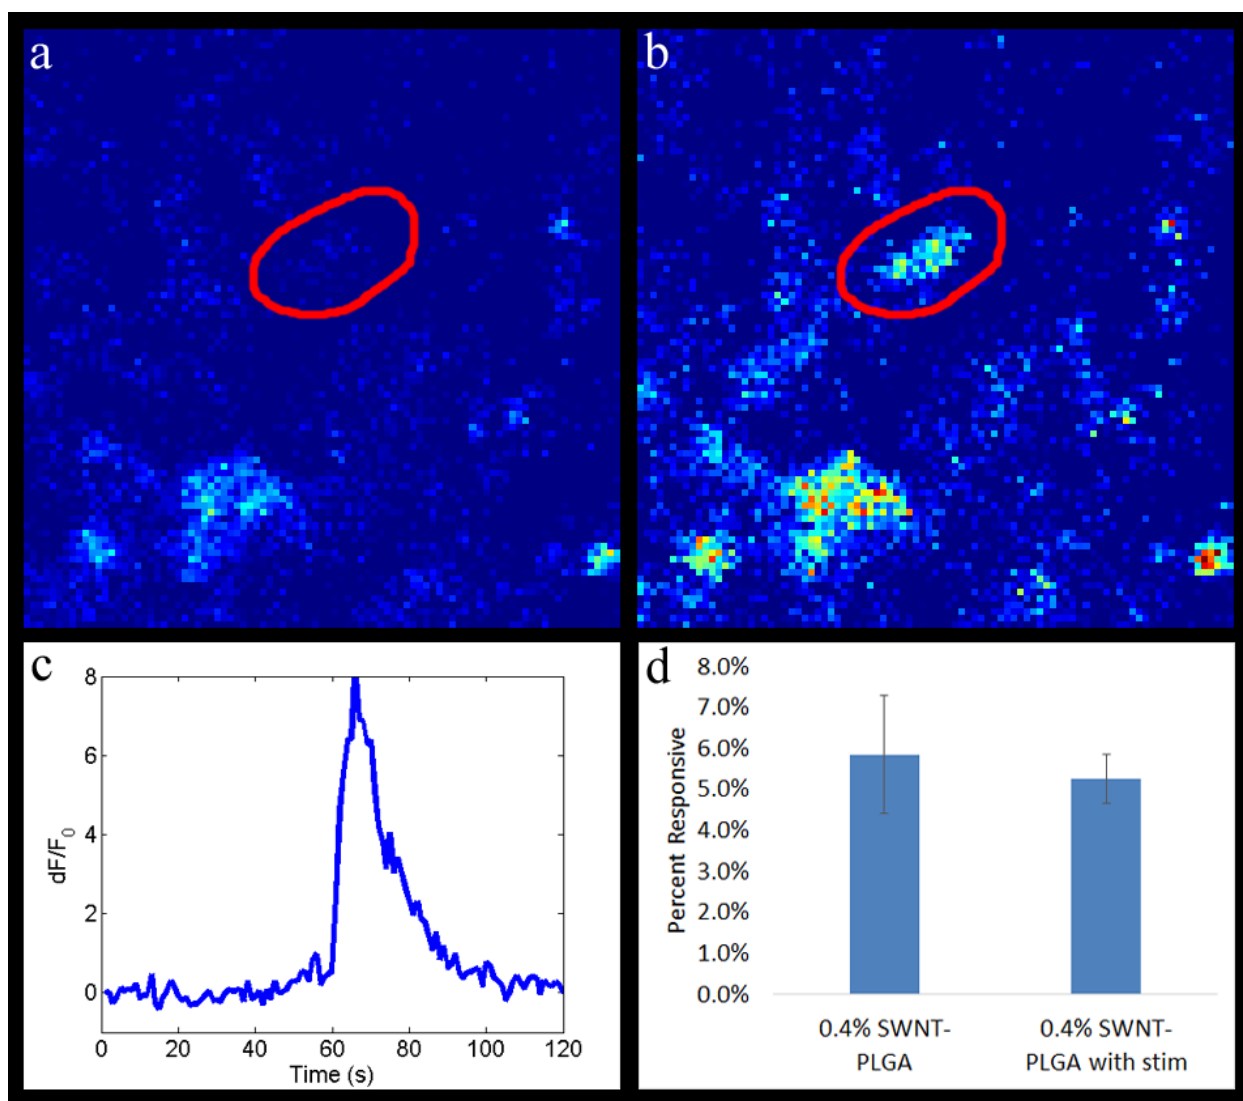 a
b
c
8
6
4
2
0
dF/F₀
0 20 40 60 80 100 120
Time (s)
d
8.0%
7.0%
6.0%
5.0%
4.0%
3.0%
2.0%
1.0%
0.0%
Percent Responsive
0.4% SWNT-
PLGA
0.4% SWNT-
PLGA with stim